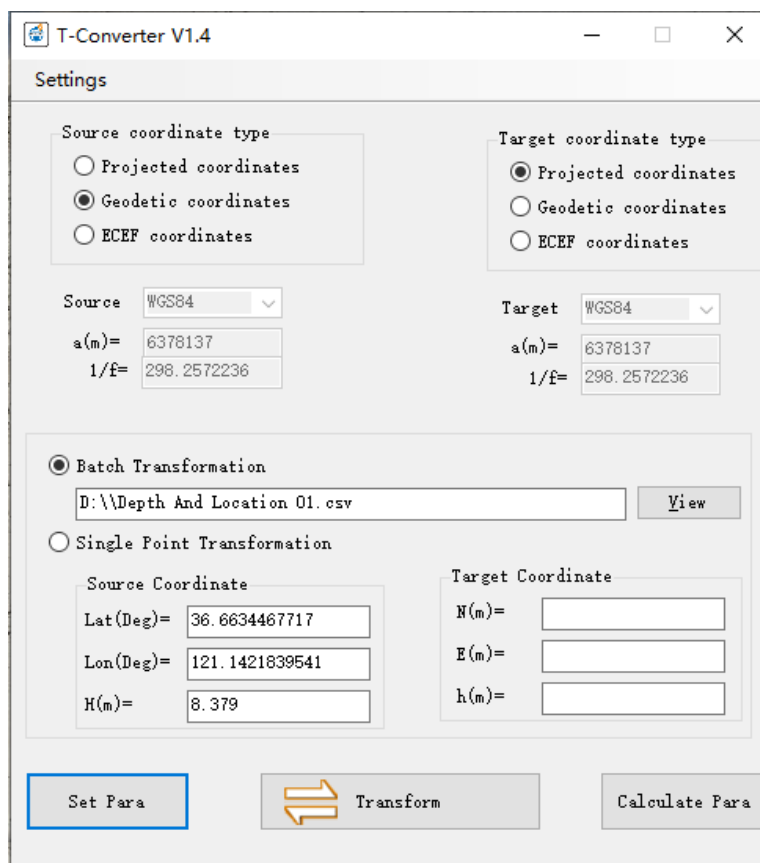 T-Converter V1.4
Settings
Source coordinate type
Projected coordinates
Geodetic coordinates
ECEF coordinates
Target coordinate type
Projected coordinates
Geodetic coordinates
ECEF coordinates
Source WGS84
a(m)= 6378137
1/f= 298.2572236
Target WGS84
a(m)= 6378137
1/f= 298.2572236
Batch Transformation
D:\\Depth And Location 01.csv View
Single Point Transformation
Source Coordinate
Lat(Deg)= 36.6634467717
Lon(Deg)= 121.1421839541
H(m)= 8.379
Target Coordinate
N(m)=
E(m)=
h(m)=
Set Para Transform Calculate Para